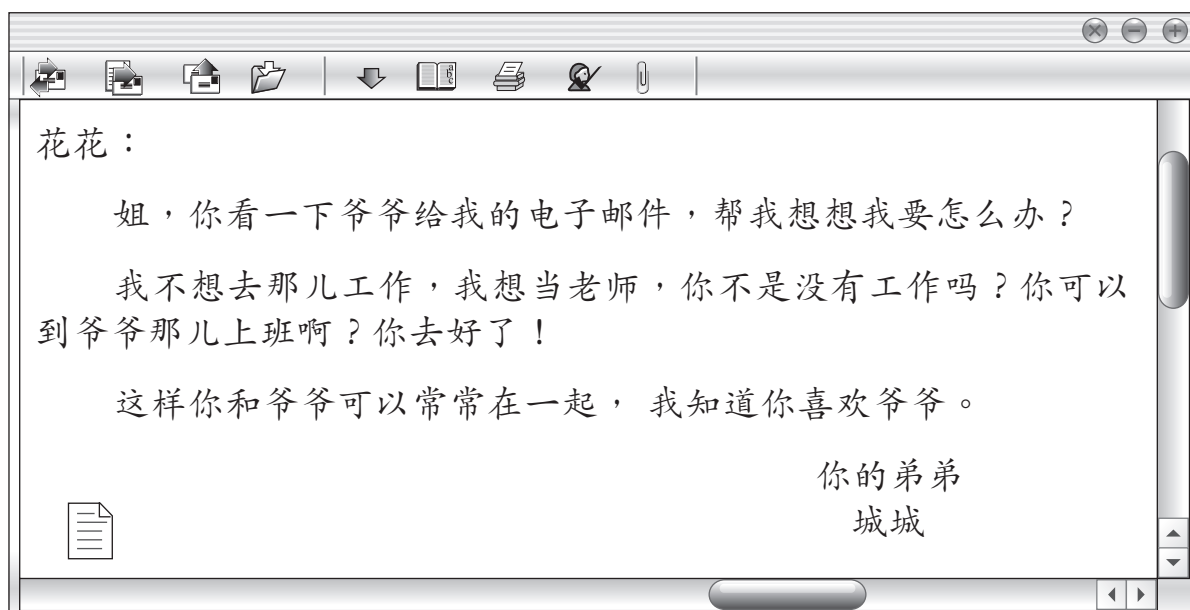 花花：
姐，你看一下爷爷给我的电子邮件，帮我想想我要怎么办？
我不想去那儿工作，我想当老师，你不是没有工作吗？你可以
到爷爷那儿上班啊？你去好了！
这样你和爷爷可以常常在一起， 我知道你喜欢爷爷。
你的弟弟
城城